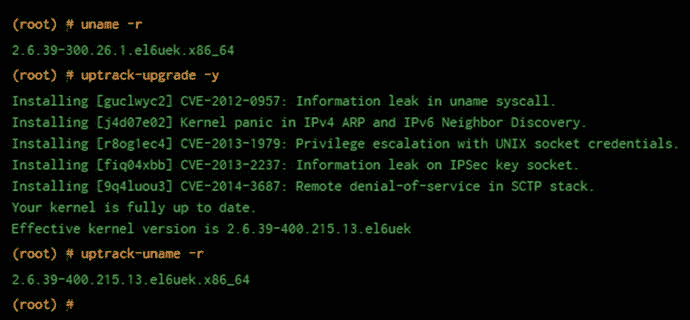 (root) # uname -r
2.6.39-300.26.1.el6uek.x86_64
(root) # uptrack-upgrade -y
Installing [guclwyc2] CVE-2012-0957: Information leak in uname syscall.
Installing [j4d07e02] Kernel panic in IPv4 ARP and IPv6 Neighbor Discovery.
Installing [r8og1ec4] CVE-2013-1979: Privilege escalation with UNIX socket credentials.
Installing [fiq04xbb] CVE-2013-2237: Information leak on IPSec key socket.
Installing [9q4luou3] CVE-2014-3687: Remote denial-of-service in SCTP stack.
Your kernel is fully up to date.
Effective kernel version is 2.6.39-400.215.13.el6uek
(root) # uptrack-uname -r
2.6.39-400.215.13.el6uek.x86_64
(root) #